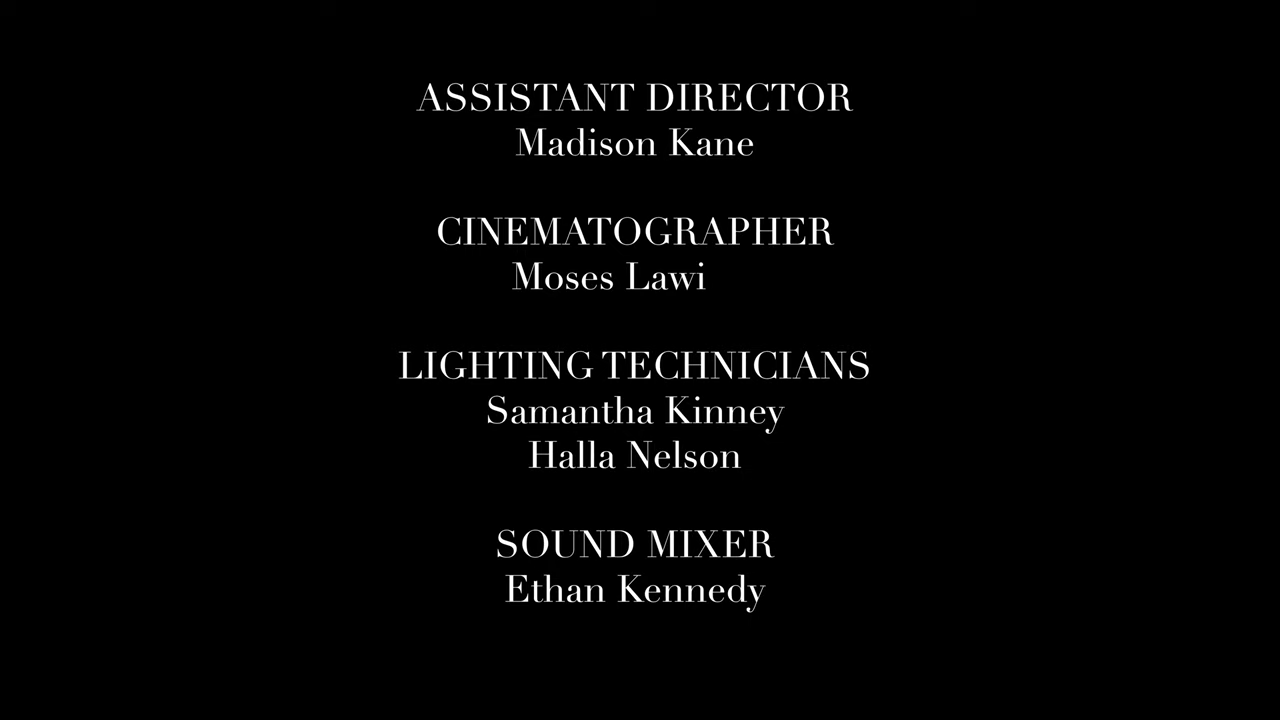 ASSISTANT DIRECTOR
Madison Kane
CINEMATOGRAPHER
Moses Lawi
LIGHTING TECHNICIANS
Samantha Kinney
Halla Nelson
SOUND MIXER
Ethan Kennedy